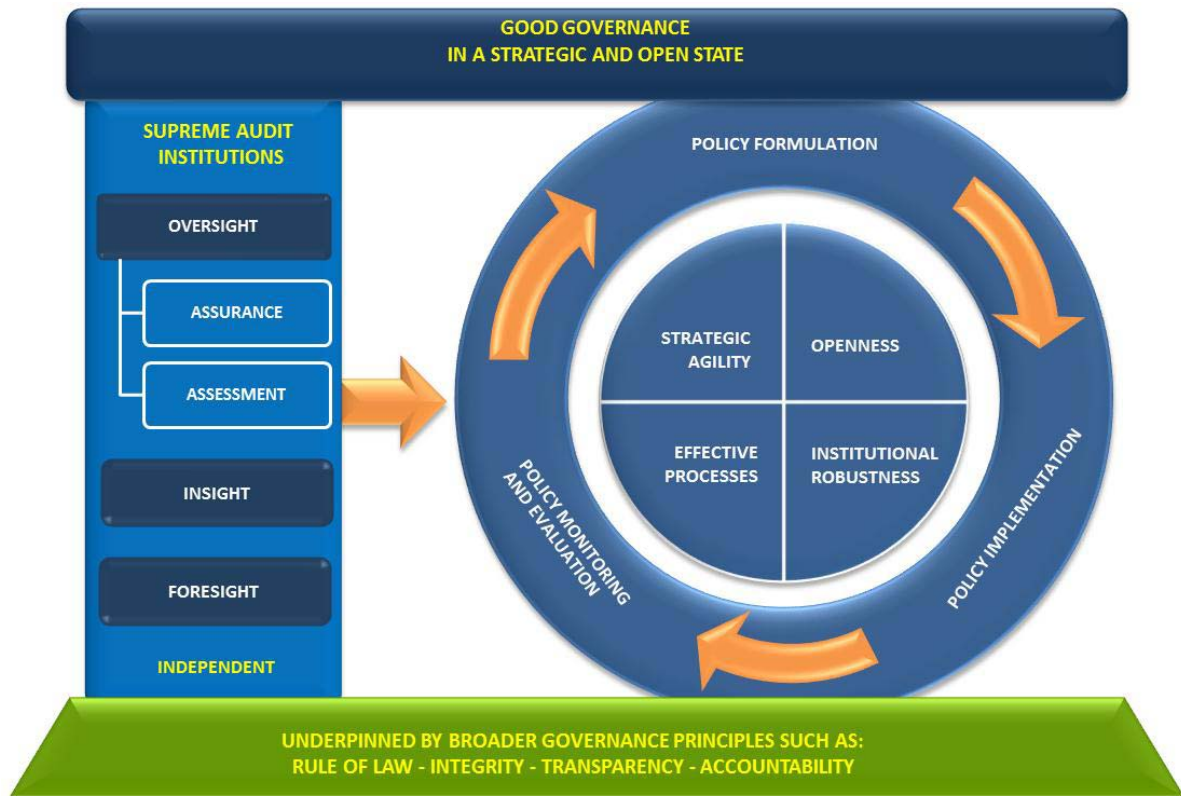 GOOD GOVERNANCE
IN A STRATEGIC AND OPEN STATE
SUPREME AUDIT
INSTITUTIONS
OVERSIGHT
ASSURANCE
ASSESSMENT
INSIGHT
FORESIGHT
INDEPENDENT
POLICY FORMULATION
STRATEGIC
AGILITY
OPENNESS
EFFECTIVE
PROCESSES
INSTITUTIONAL
ROBUSTNESS
POLICY MONITORING
AND EVALUATION
POLICY IMPLEMENTATION
UNDERPINNED BY BROADER GOVERNANCE PRINCIPLES SUCH AS:
RULE OF LAW - INTEGRITY - TRANSPARENCY - ACCOUNTABILITY